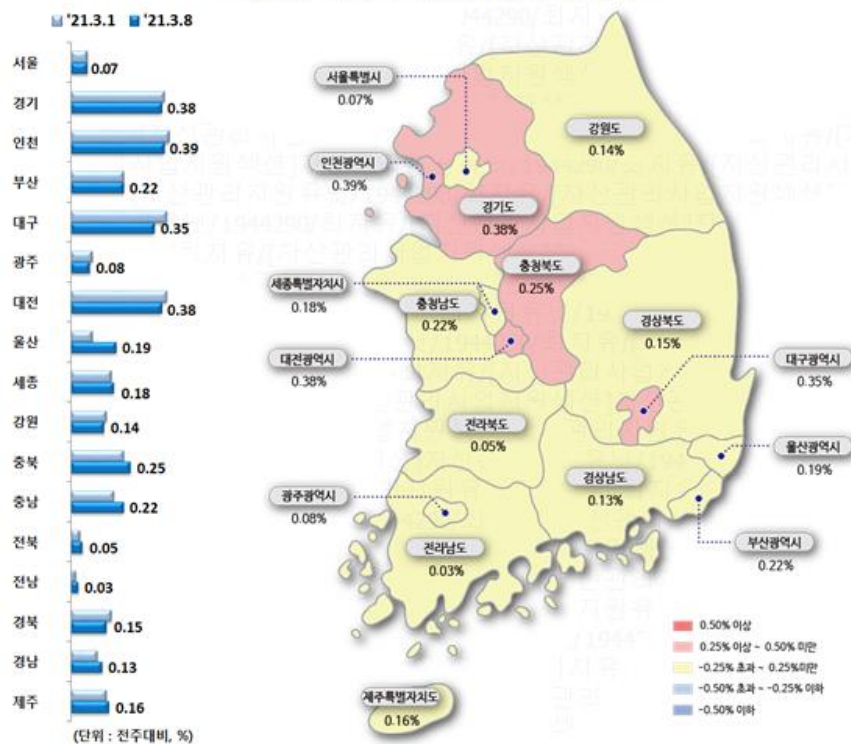 '21.3.1 '21.3.8
서울 0.07
경기 0.38
인천 0.39
부산 0.22
대구 0.35
광주 0.08
대전 0.38
울산 0.19
세종 0.18
강원 0.14
충북 0.25
충남 0.22
전북 0.05
전남 0.03
경북 0.15
경남 0.13
제주 0.16
(단위 : 전주대비, %)
서울특별시
0.07%
강원도
0.14%
인천광역시
0.39%
경기도
0.38%
충청북도
0.25%
세종특별자치시
0.18%
충청남도
0.22%
경상북도
0.15%
대전광역시
0.38%
대구광역시
0.35%
전라북도
0.05%
울산광역시
0.19%
경상남도
0.13%
광주광역시
0.08%
전라남도
0.03%
부산광역시
0.22%
제주특별자치도
0.16%
0.50% 이상
0.25% 이상 ~ 0.50% 미만
-0.25% 초과 ~ 0.25%미만
-0.50% 초과 ~ -0.25% 이하
-0.50% 이하